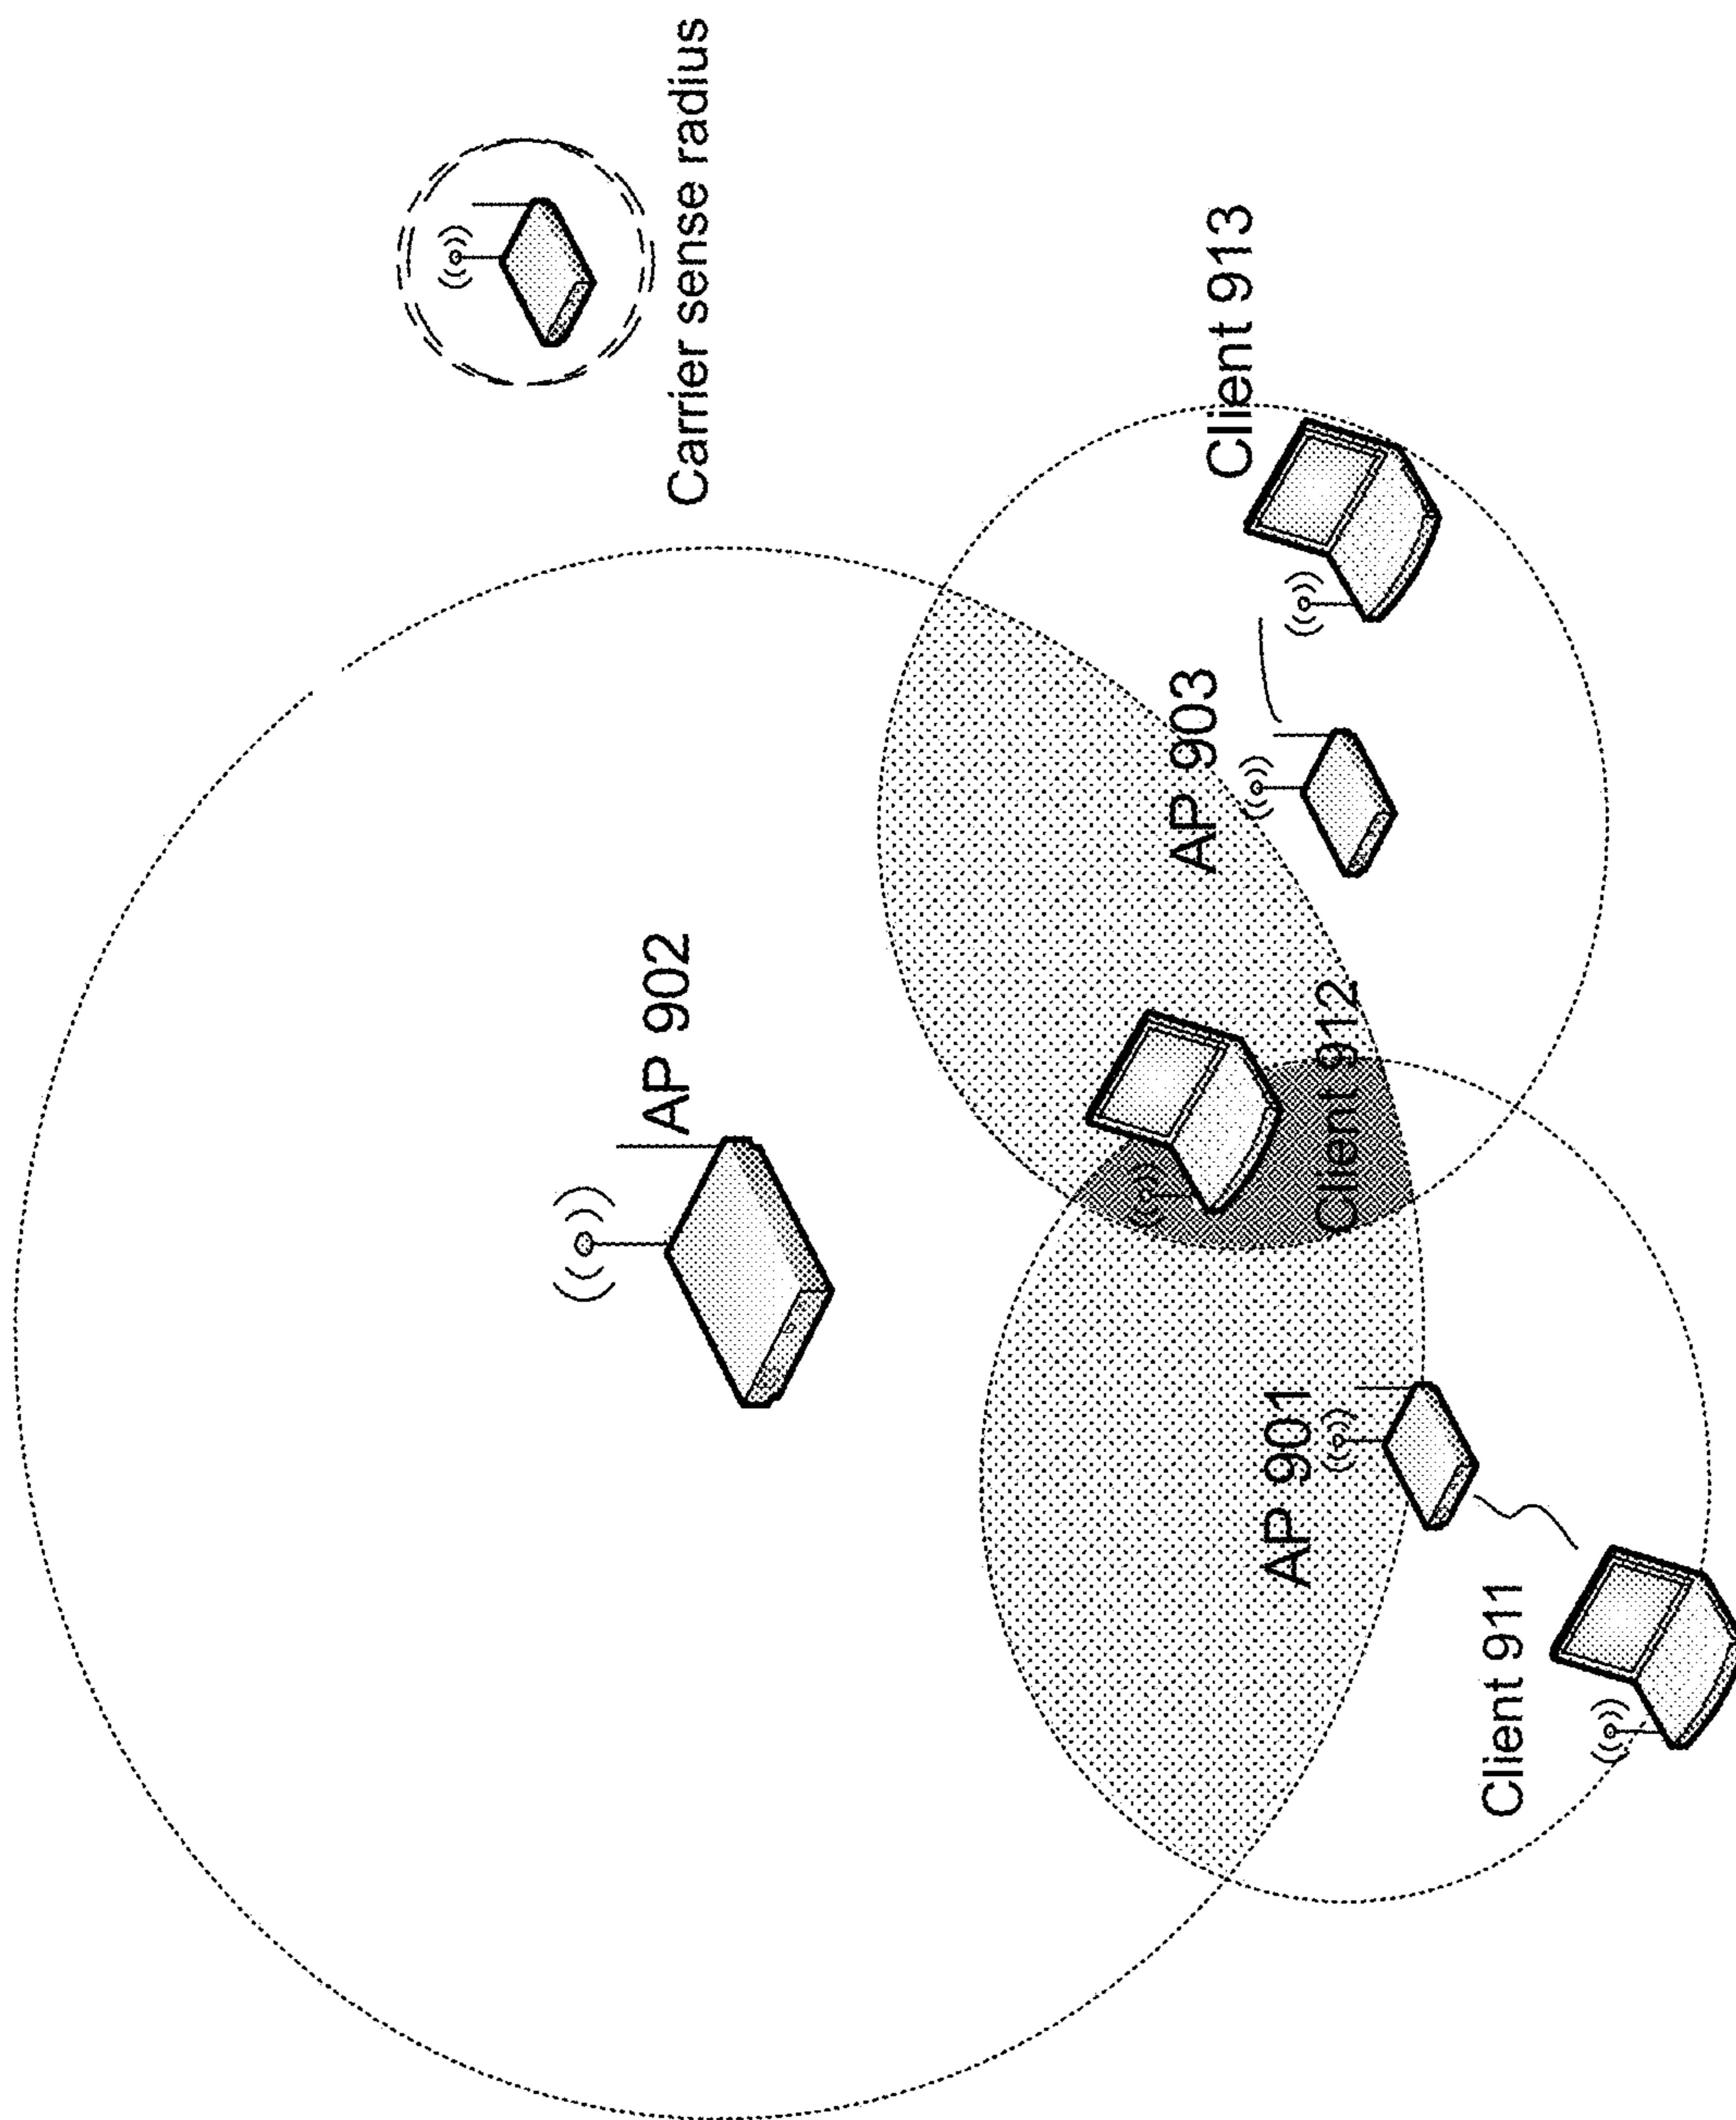 Carrier sense radius
AP 902
Client 913
AP 903
Client 912
AP 901
Client 911